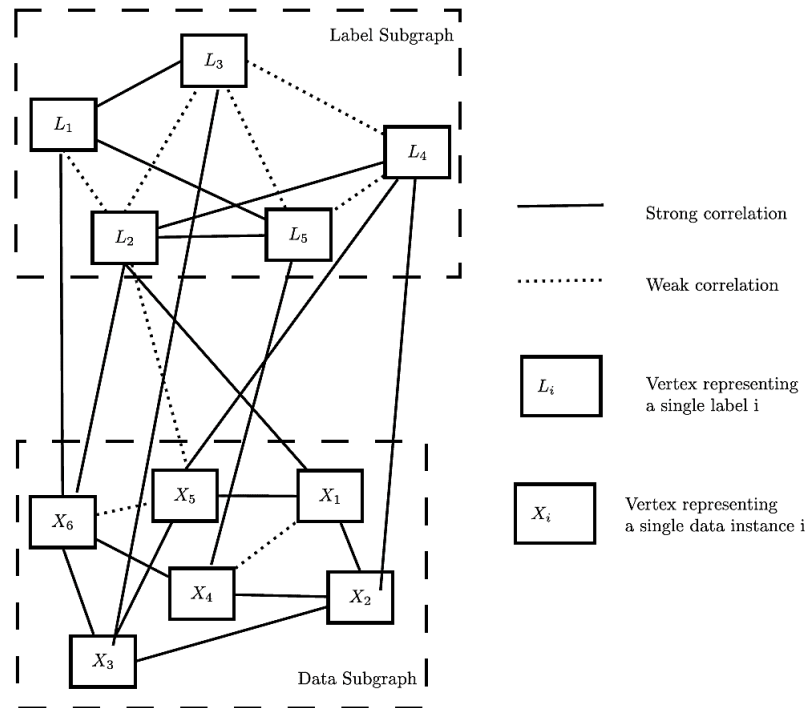 Label Subgraph
L₃
L₁
L₄
L₂
L₅
Strong correlation
Weak correlation
Lᵢ
Vertex representing
a single label i
X₅
X₁
X₆
X₄
X₂
X₃
Data Subgraph
Xᵢ
Vertex representing
a single data instance i